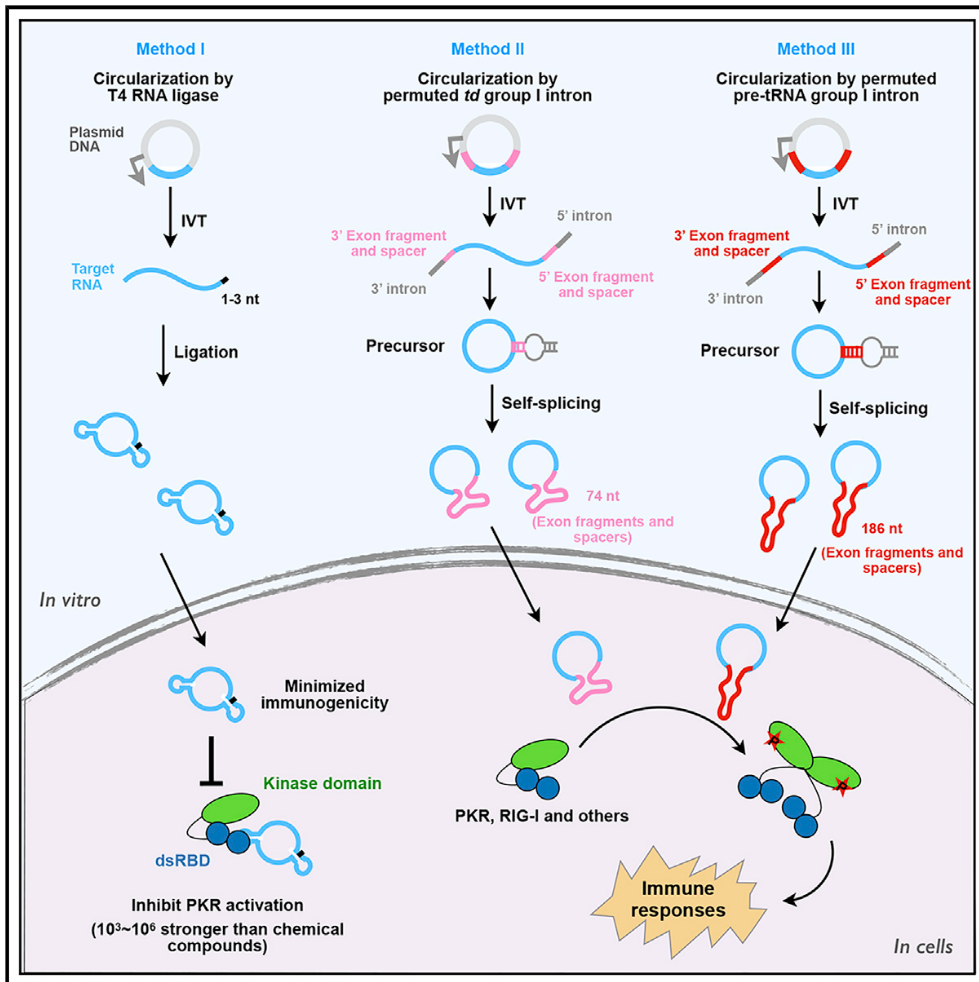 Method I
Circularization by
T4 RNA ligase
Plasmid
DNA
IVT
Target
RNA
1-3 nt
Ligation
Method II
Circularization by
permuted td group I intron
IVT
3' Exon fragment
and spacer
5' intron
3' intron
5' Exon fragment
and spacer
Precursor
Self-splicing
74 nt
(Exon fragments and
spacers)
Method III
Circularization by permuted
pre-tRNA group I intron
IVT
3' Exon fragment
and spacer
5' intron
3' intron
5' Exon fragment
and spacer
Precursor
Self-splicing
186 nt
(Exon fragments and
spacers)
In vitro
Minimized
immunogenicity
Kinase domain
dsRBD
Inhibit PKR activation
(10³~10⁶ stronger than chemical
compounds)
PKR, RIG-I and others
Immune
responses
In cells